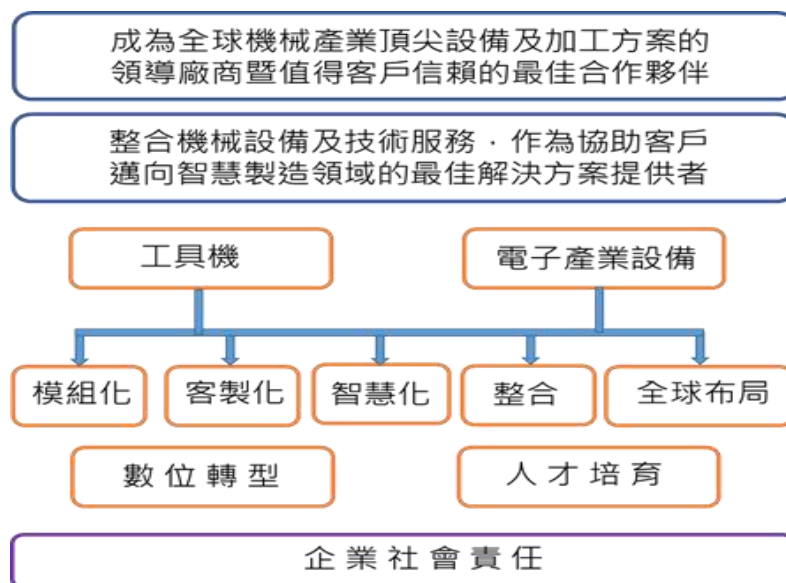 成為全球機械產業頂尖設備及加工方案的
領導廠商暨值得客戶信賴的最佳合作夥伴
整合機械設備及技術服務，作為協助客戶
邁向智慧製造領域的最佳解決方案提供者
工具機
電子產業設備
模組化
客製化
智慧化
整合
全球布局
數位轉型
人才培育
企業社會責任